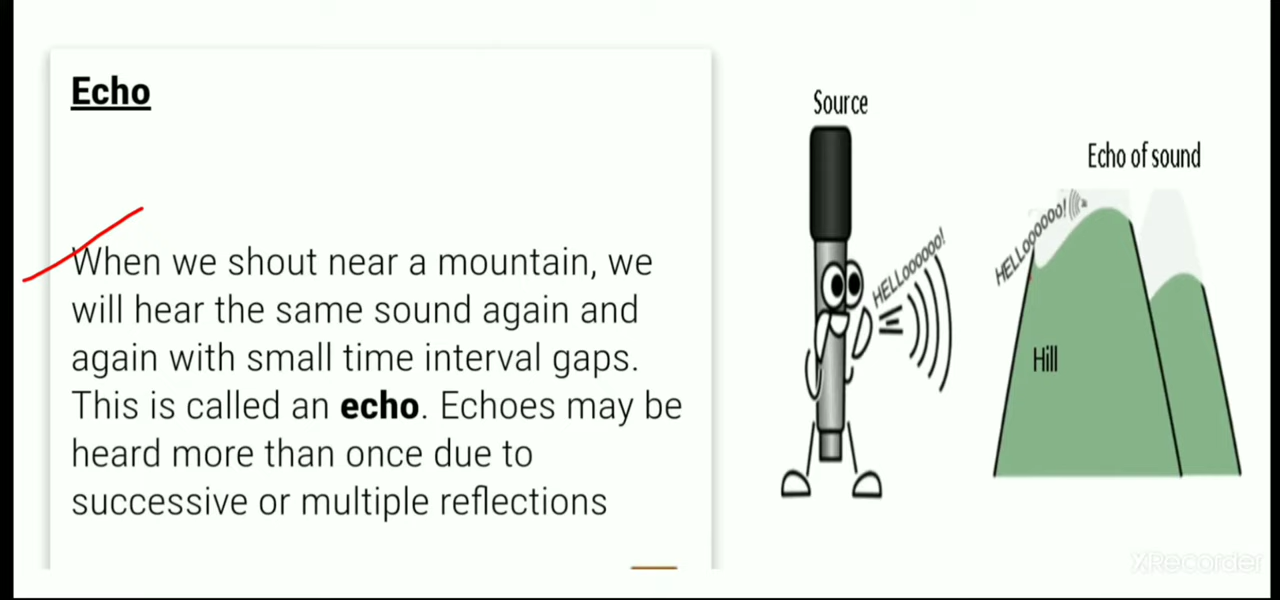 Echo
When we shout near a mountain, we
will hear the same sound again and
again with small time interval gaps.
This is called an echo. Echoes may be
heard more than once due to
successive or multiple reflections
Source
HELLOooooo!
Echo of sound
HELLOooooo!
Hill
XRecorder